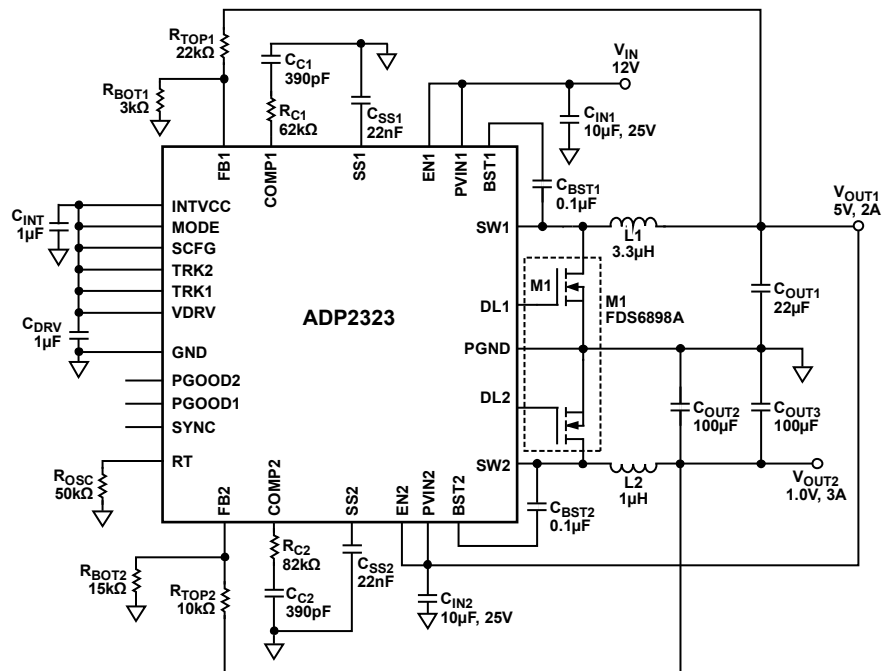 RTOP1
22kΩ
CC1
390pF
VIN
12V
RBOT1
3kΩ
RC1
62kΩ
CSS1
22nF
CIN1
10µF, 25V
FB1
COMP1
SS1
EN1
PVIN1
BST1
CBST1
0.1µF
INTVCC
MODE
SCFG
TRK2
TRK1
VDRV
GND
PGOOD2
PGOOD1
SYNC
RT
CINT
1µF
CDRV
1µF
ROSC
50kΩ
ADP2323
SW1
DL1
PGND
DL2
SW2
L1
3.3µH
VOUT1
5V, 2A
M1
M1
FDS6898A
COUT1
22µF
COUT2
100µF
COUT3
100µF
L2
1µH
VOUT2
1.0V, 3A
FB2
COMP2
SS2
EN2
PVIN2
BST2
CBST2
0.1µF
RBOT2
15kΩ
RTOP2
10kΩ
RC2
82kΩ
CC2
390pF
CSS2
22nF
CIN2
10µF, 25V